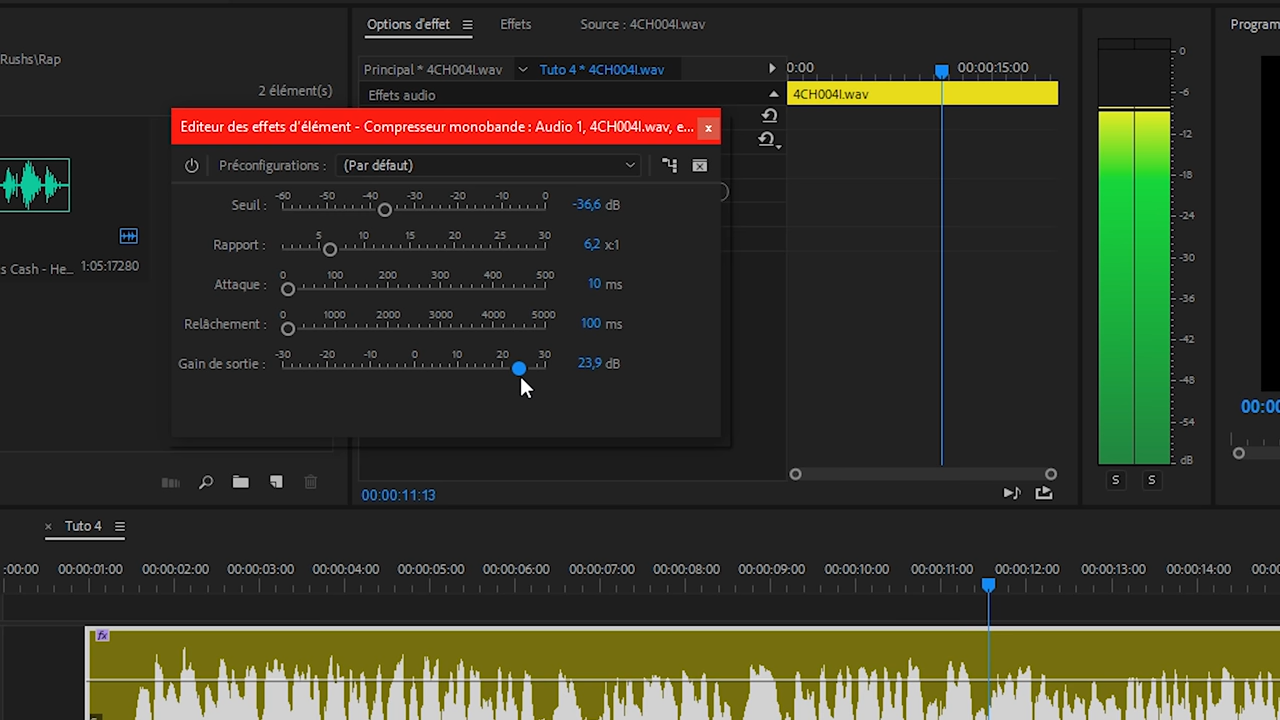 Options d'effet
Effets
Source : 4CH004I.wav
Program
Rushs\Rap
Principal * 4CH004I.wav
Tuto 4 * 4CH004I.wav
0:00
00:00:15:00
2 élément(s)
Effets audio
4CH004I.wav
Editeur des effets d'élément - Compresseur monobande : Audio 1, 4CH004I.wav, e...
x
Préconfigurations :
(Par défaut)
Seuil :
-60 -50 -40 -30 -20 -10 0
-36,6 dB
Rapport :
5 10 15 20 25 30
6,2 x:1
Attaque :
0 100 200 300 400 500
10 ms
Relâchement :
0 1000 2000 3000 4000 5000
100 ms
Gain de sortie :
-30 -20 -10 0 10 20 30
23,9 dB
s Cash - He...
1:05:17280
0
-6
-12
-18
-24
-30
-36
-42
-48
-54
dB
S S
00:00
00:00:11:13
× Tuto 4
:00:00 00:00:01:00 00:00:02:00 00:00:03:00 00:00:04:00 00:00:05:00 00:00:06:00 00:00:07:00 00:00:08:00 00:00:09:00 00:00:10:00 00:00:11:00 00:00:12:00 00:00:13:00 00:00:14:00 00:00
fx